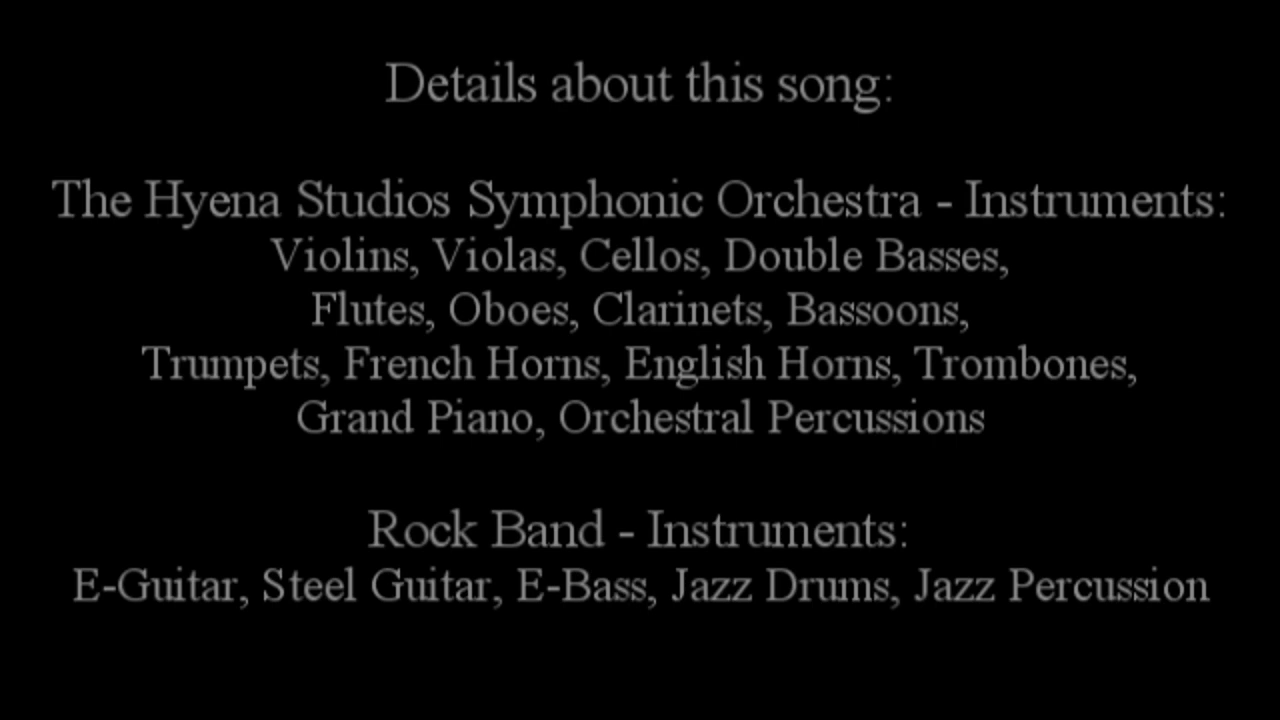 Details about this song:
The Hyena Studios Symphonic Orchestra - Instruments:
Violins, Violas, Cellos, Double Basses,
Flutes, Oboes, Clarinets, Bassoons,
Trumpets, French Horns, English Horns, Trombones,
Grand Piano, Orchestral Percussions
Rock Band - Instruments:
E-Guitar, Steel Guitar, E-Bass, Jazz Drums, Jazz Percussion